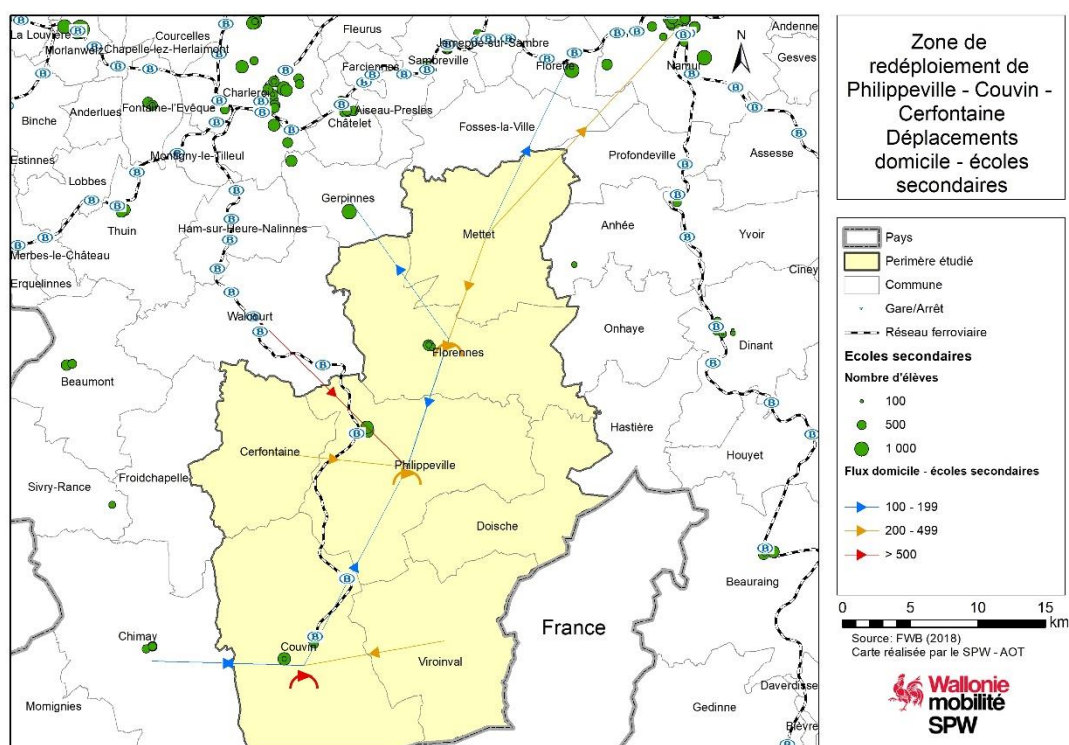 La Louvière
Courcelles
Fleurus
Jemeppe-sur-Sambre
Andenne
Morlanwelz
Chapelle-lez-Herlaimont
Gesves
Sambreville
Farciennes
Floreffe
Namur
N
Charleroi
Anderlues
Fontaine-l'Evêque
Aiseau-Presles
Châtelet
Binche
Fosses-la-Ville
Montigny-le-Tilleul
Profondeville
Assesse
Estinnes
Lobbes
Gerpinnes
Thuin
Ham-sur-Heure-Nalinnes
Mettet
Anhée
Yvoir
Merbes-le-Château
Ciney
Erquelinnes
Walcourt
Onhaye
Dinant
Florennes
Beaumont
Hastière
Cerfontaine
Philippeville
Houyet
Froidchapelle
Sivry-Rance
Doische
Beauraing
France
Chimay
Couvin
Viroinval
Daverdisse
Momignies
Gedinne
Bièvre
Zone de
redéploiement de
Philippeville - Couvin -
Cerfontaine
Déplacements
domicile - écoles
secondaires
Pays
Perimère étudié
Commune
Gare/Arrêt
Réseau ferroviaire
Ecoles secondaires
Nombre d'élèves
100
500
1 000
Flux domicile - écoles secondaires
100 - 199
200 - 499
> 500
0 5 10 15
km
Source: FWB (2018)
Carte réalisée par le SPW - AOT
Wallonie
mobilité
SPW